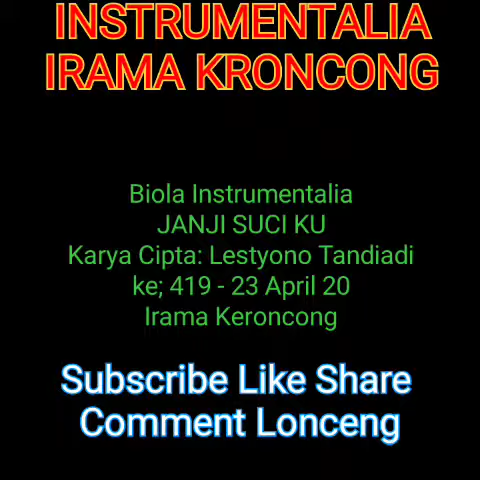 INSTRUMENTALIA
IRAMA KRONCONG
Biola Instrumentalia
JANJI SUCI KU
Karya Cipta: Lestyono Tandiadi
ke; 419 - 23 April 20
Irama Keroncong
Subscribe Like Share
Comment Lonceng